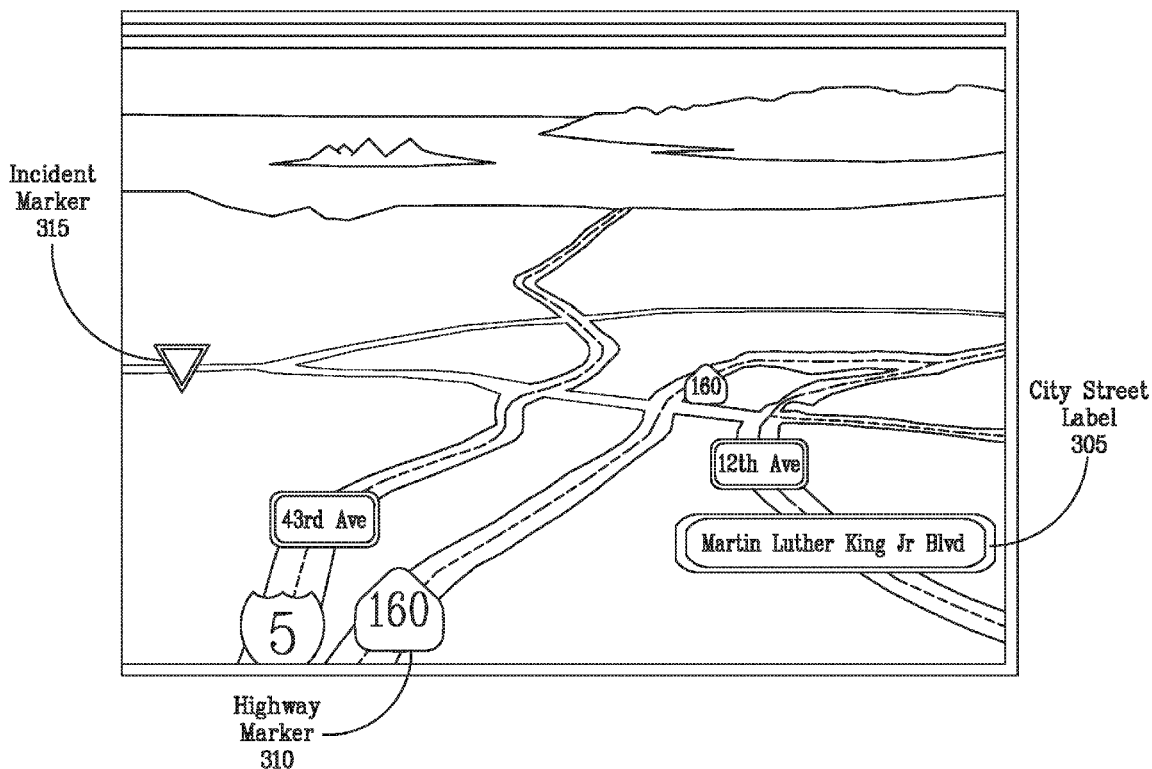 Incident
Marker
315
160
City Street
Label
305
12th Ave
43rd Ave
Martin Luther King Jr Blvd
5
160
Highway
Marker
310